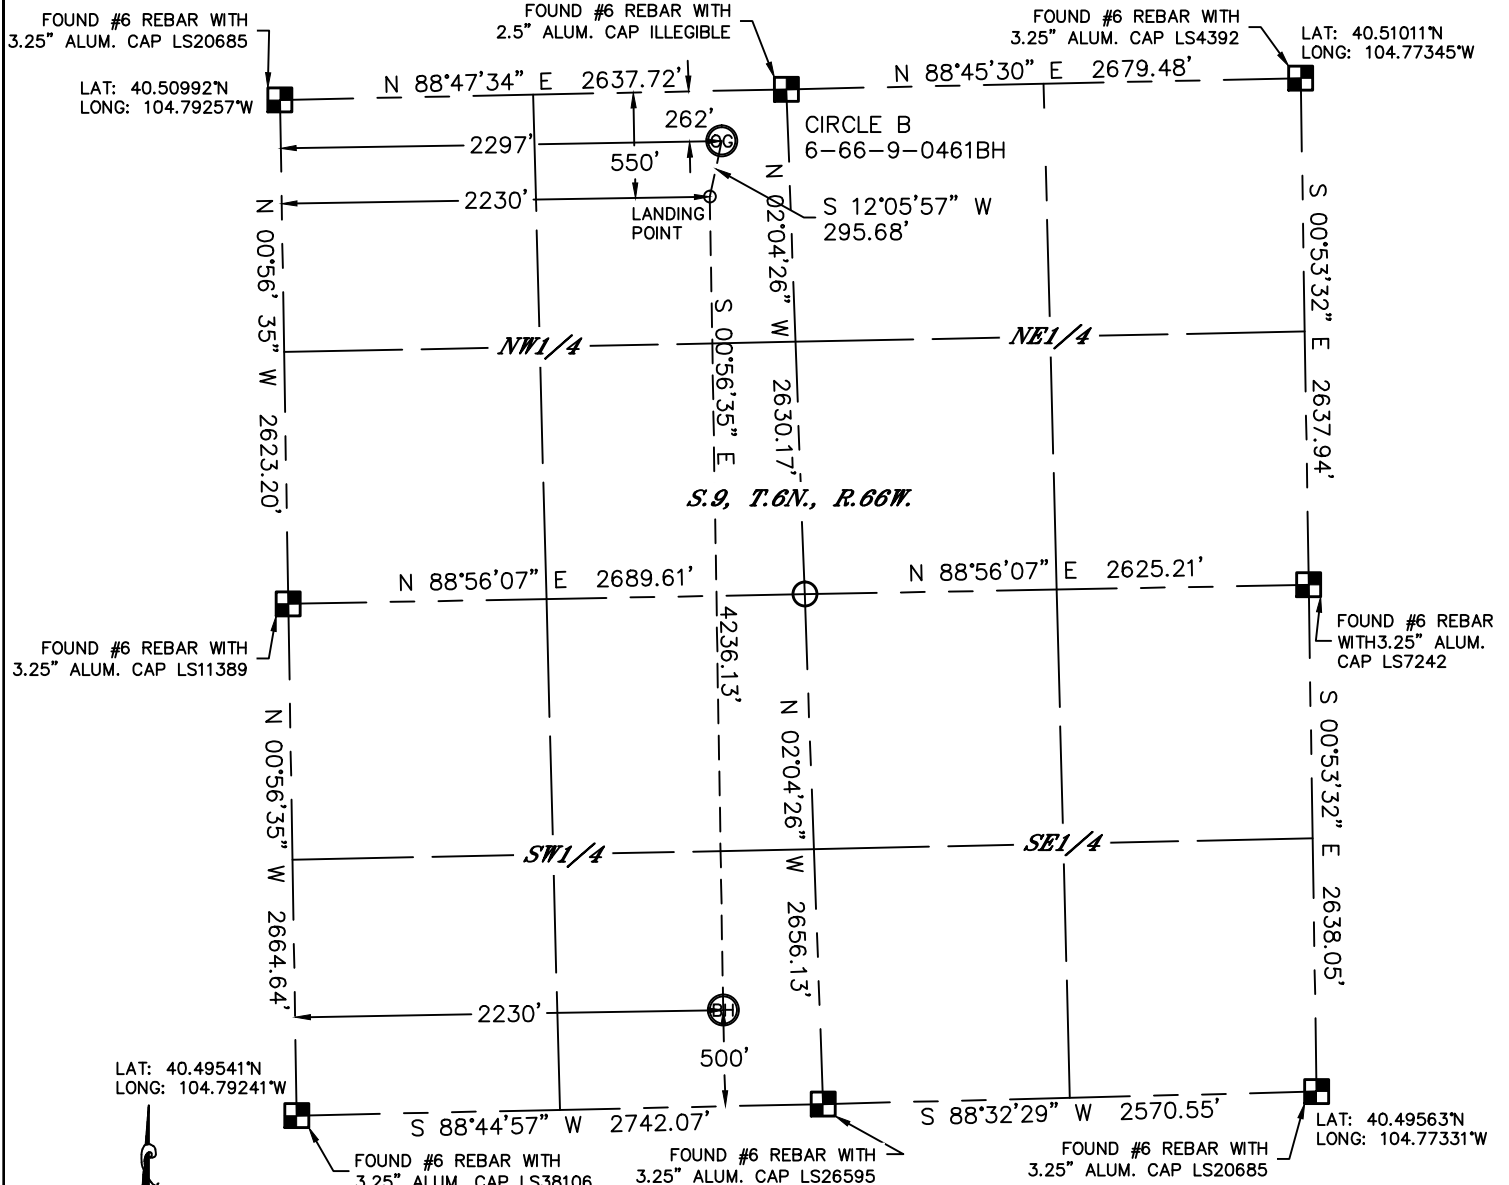 FOUND #6 REBAR WITH
3.25" ALUM. CAP LS20685
FOUND #6 REBAR WITH
2.5" ALUM. CAP ILLEGIBLE
FOUND #6 REBAR WITH
3.25" ALUM. CAP LS4392
LAT: 40.51011°N
LONG: 104.77345°W
LAT: 40.50992°N
LONG: 104.79257°W
N 88°47'34" E 2637.72'
N 88°45'30" E 2679.48'
262'
OG
CIRCLE B
6-66-9-0461BH
2297'
550'
2230'
LANDING
POINT
S 12°05'57" W
295.68'
N 00°56' 35" W 2623.20'
N 02°04'26" W 2630.17'
S 00°53'32" E 2637.94'
S 00°56'35" E 4236.13'
NW1/4
NE1/4
S.9, T.6N., R.66W.
N 88°56'07" E 2689.61'
N 88°56'07" E 2625.21'
FOUND #6 REBAR WITH
3.25" ALUM. CAP LS11389
FOUND #6 REBAR
WITH3.25" ALUM.
CAP LS7242
N 00°56'35" W 2664.64'
N 02°04'26" W 2656.13'
S 00°53'32" E 2638.05'
SW1/4
SE1/4
2230'
BH
500'
LAT: 40.49541°N
LONG: 104.79241°W
S 88°44'57" W 2742.07'
S 88°32'29" W 2570.55'
LAT: 40.49563°N
LONG: 104.77331°W
FOUND #6 REBAR WITH
3.25" ALUM. CAP LS38106
FOUND #6 REBAR WITH
3.25" ALUM. CAP LS26595
FOUND #6 REBAR WITH
3.25" ALUM. CAP LS20685